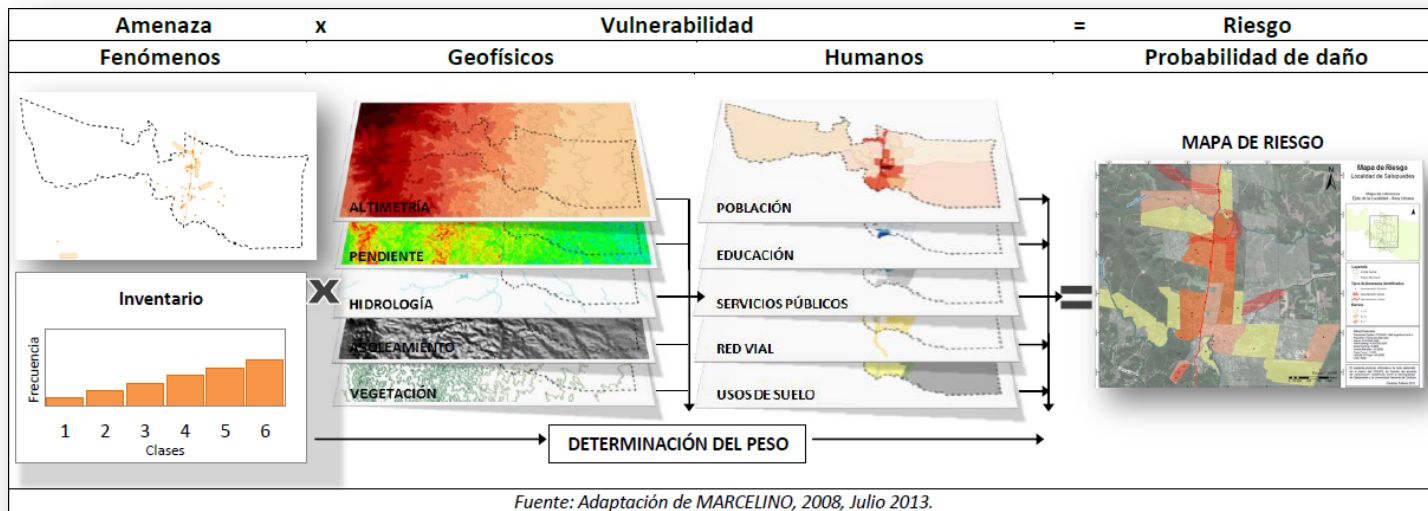 Amenaza x Vulnerabilidad = Riesgo
Fenómenos Geofísicos Humanos Probabilidad de daño
ALTIMETRÍA
PENDIENTE
HIDROLOGÍA
ASOLEAMIENTO
VEGETACIÓN
POBLACIÓN
EDUCACIÓN
SERVICIOS PÚBLICOS
RED VIAL
USOS DE SUELO
X
=
Inventario
Frecuencia
1 2 3 4 5 6
Clases
DETERMINACIÓN DEL PESO
MAPA DE RIESGO
Mapa de Riesgo
Localidad de Salsipuedes
N
Fuente: Adaptación de MARCELINO, 2008, Julio 2013.